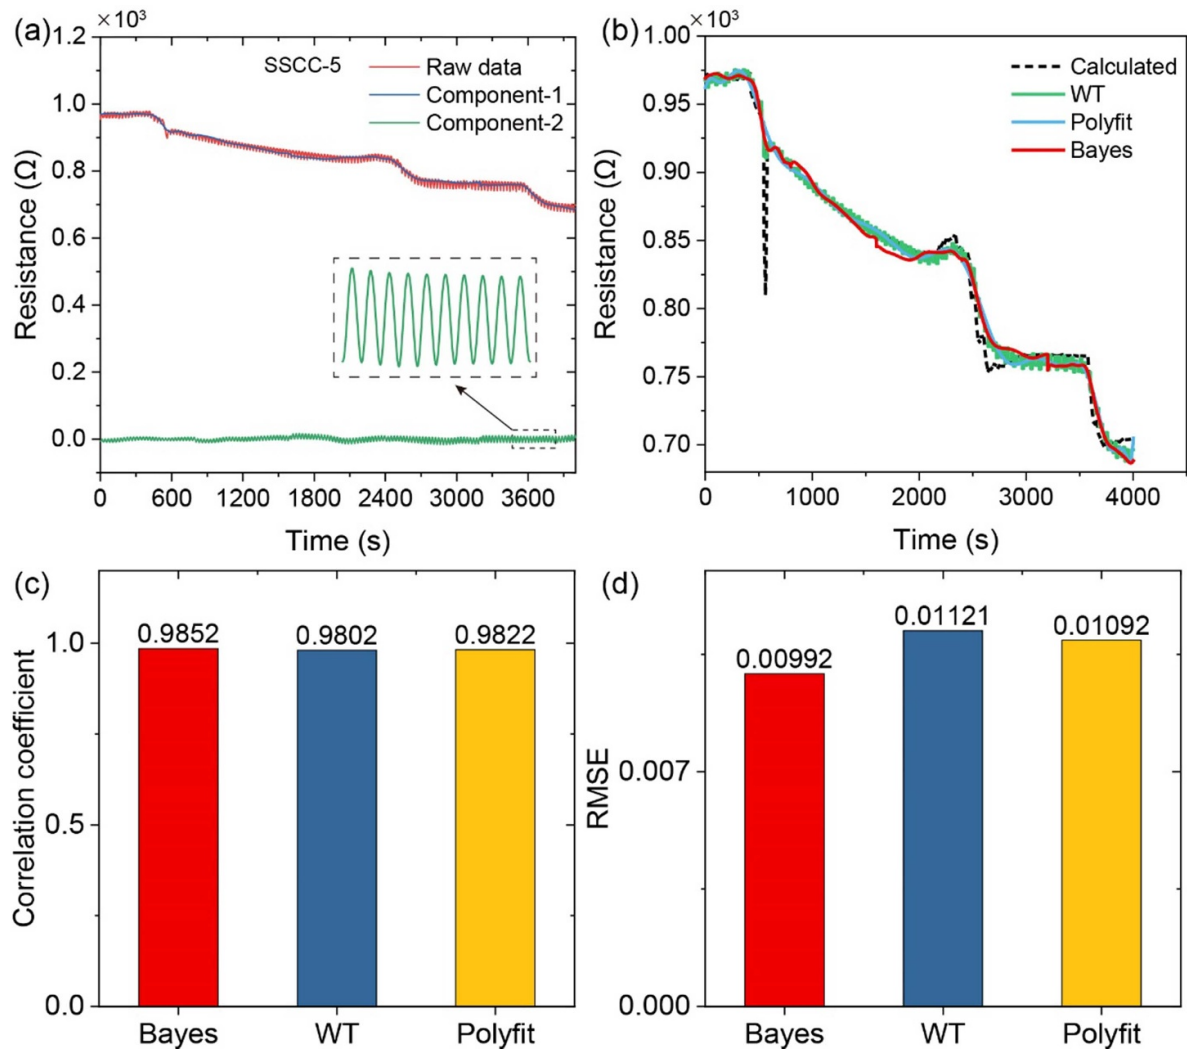 (a)
×10³
1.2
1.0
0.8
0.6
0.4
0.2
0.0
Resistance (Ω)
SSCC-5
Raw data
Component-1
Component-2
0
600
1200
1800
2400
3000
3600
Time (s)
(b)
×10³
1.00
0.95
0.90
0.85
0.80
0.75
0.70
Resistance (Ω)
Calculated
WT
Polyfit
Bayes
0
1000
2000
3000
4000
Time (s)
(c)
1.0
0.5
0.0
Correlation coefficient
0.9852
0.9802
0.9822
Bayes
WT
Polyfit
(d)
0.007
0.000
RMSE
0.00992
0.01121
0.01092
Bayes
WT
Polyfit